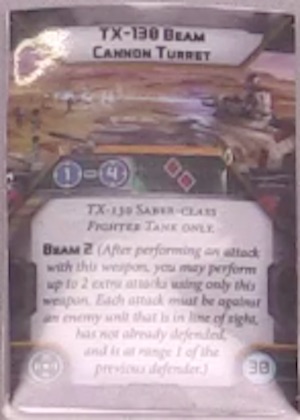 TX-130 BEAM
CANNON TURRET
1 – 4
TX-130 SABER-CLASS
FIGHTER TANK ONLY.
BEAM 2 (After performing an attack
with this weapon, you may perform
up to 2 extra attacks using only this
weapon. Each attack must be against
an enemy unit that is in line of sight,
has not already defended,
and is at range 1 of the
previous defender.)
30